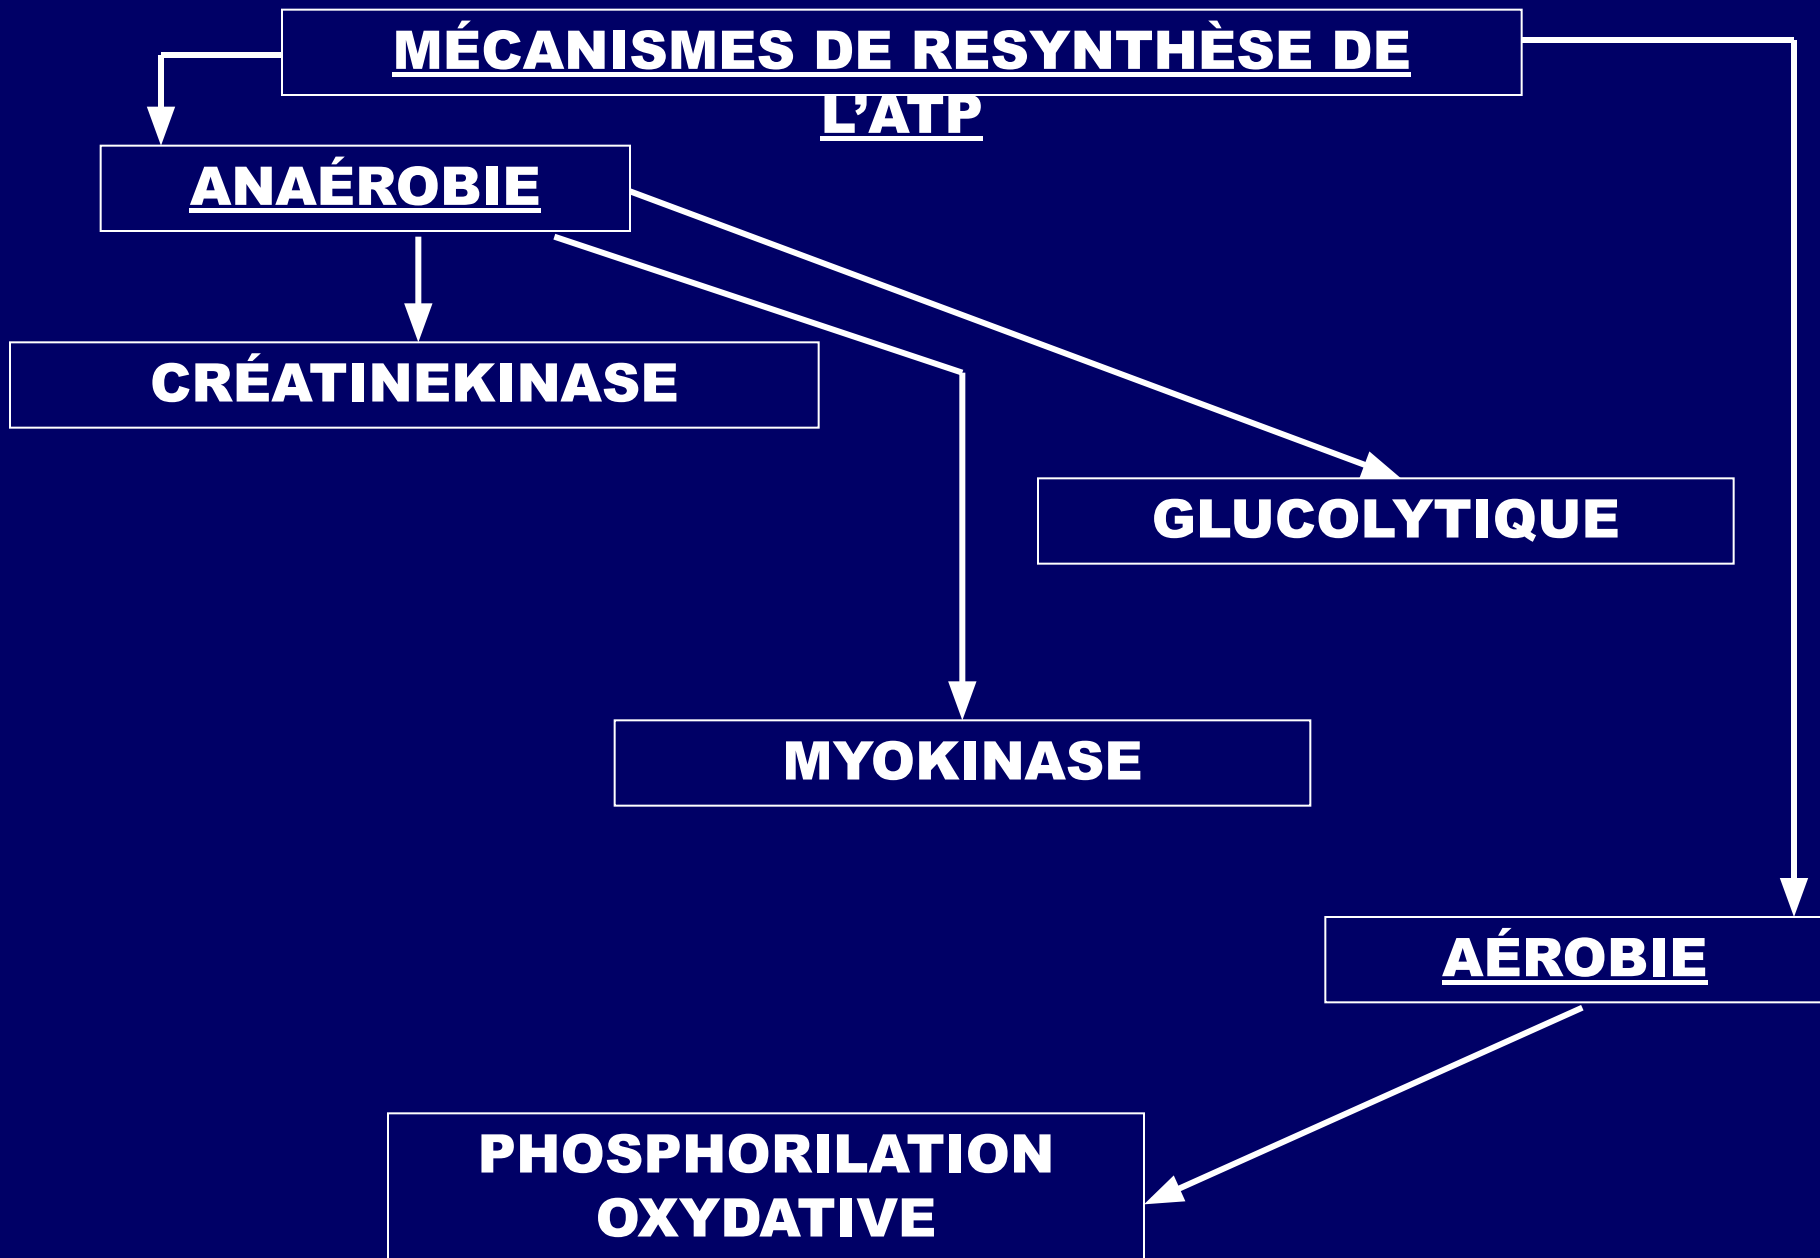 MÉCANISMES DE RESYNTHÈSE DE
L’ATP
ANAÉROBIE
CRÉATINEKINASE
GLUCOLYTIQUE
MYOKINASE
AÉROBIE
PHOSPHORILATION
OXYDATIVE